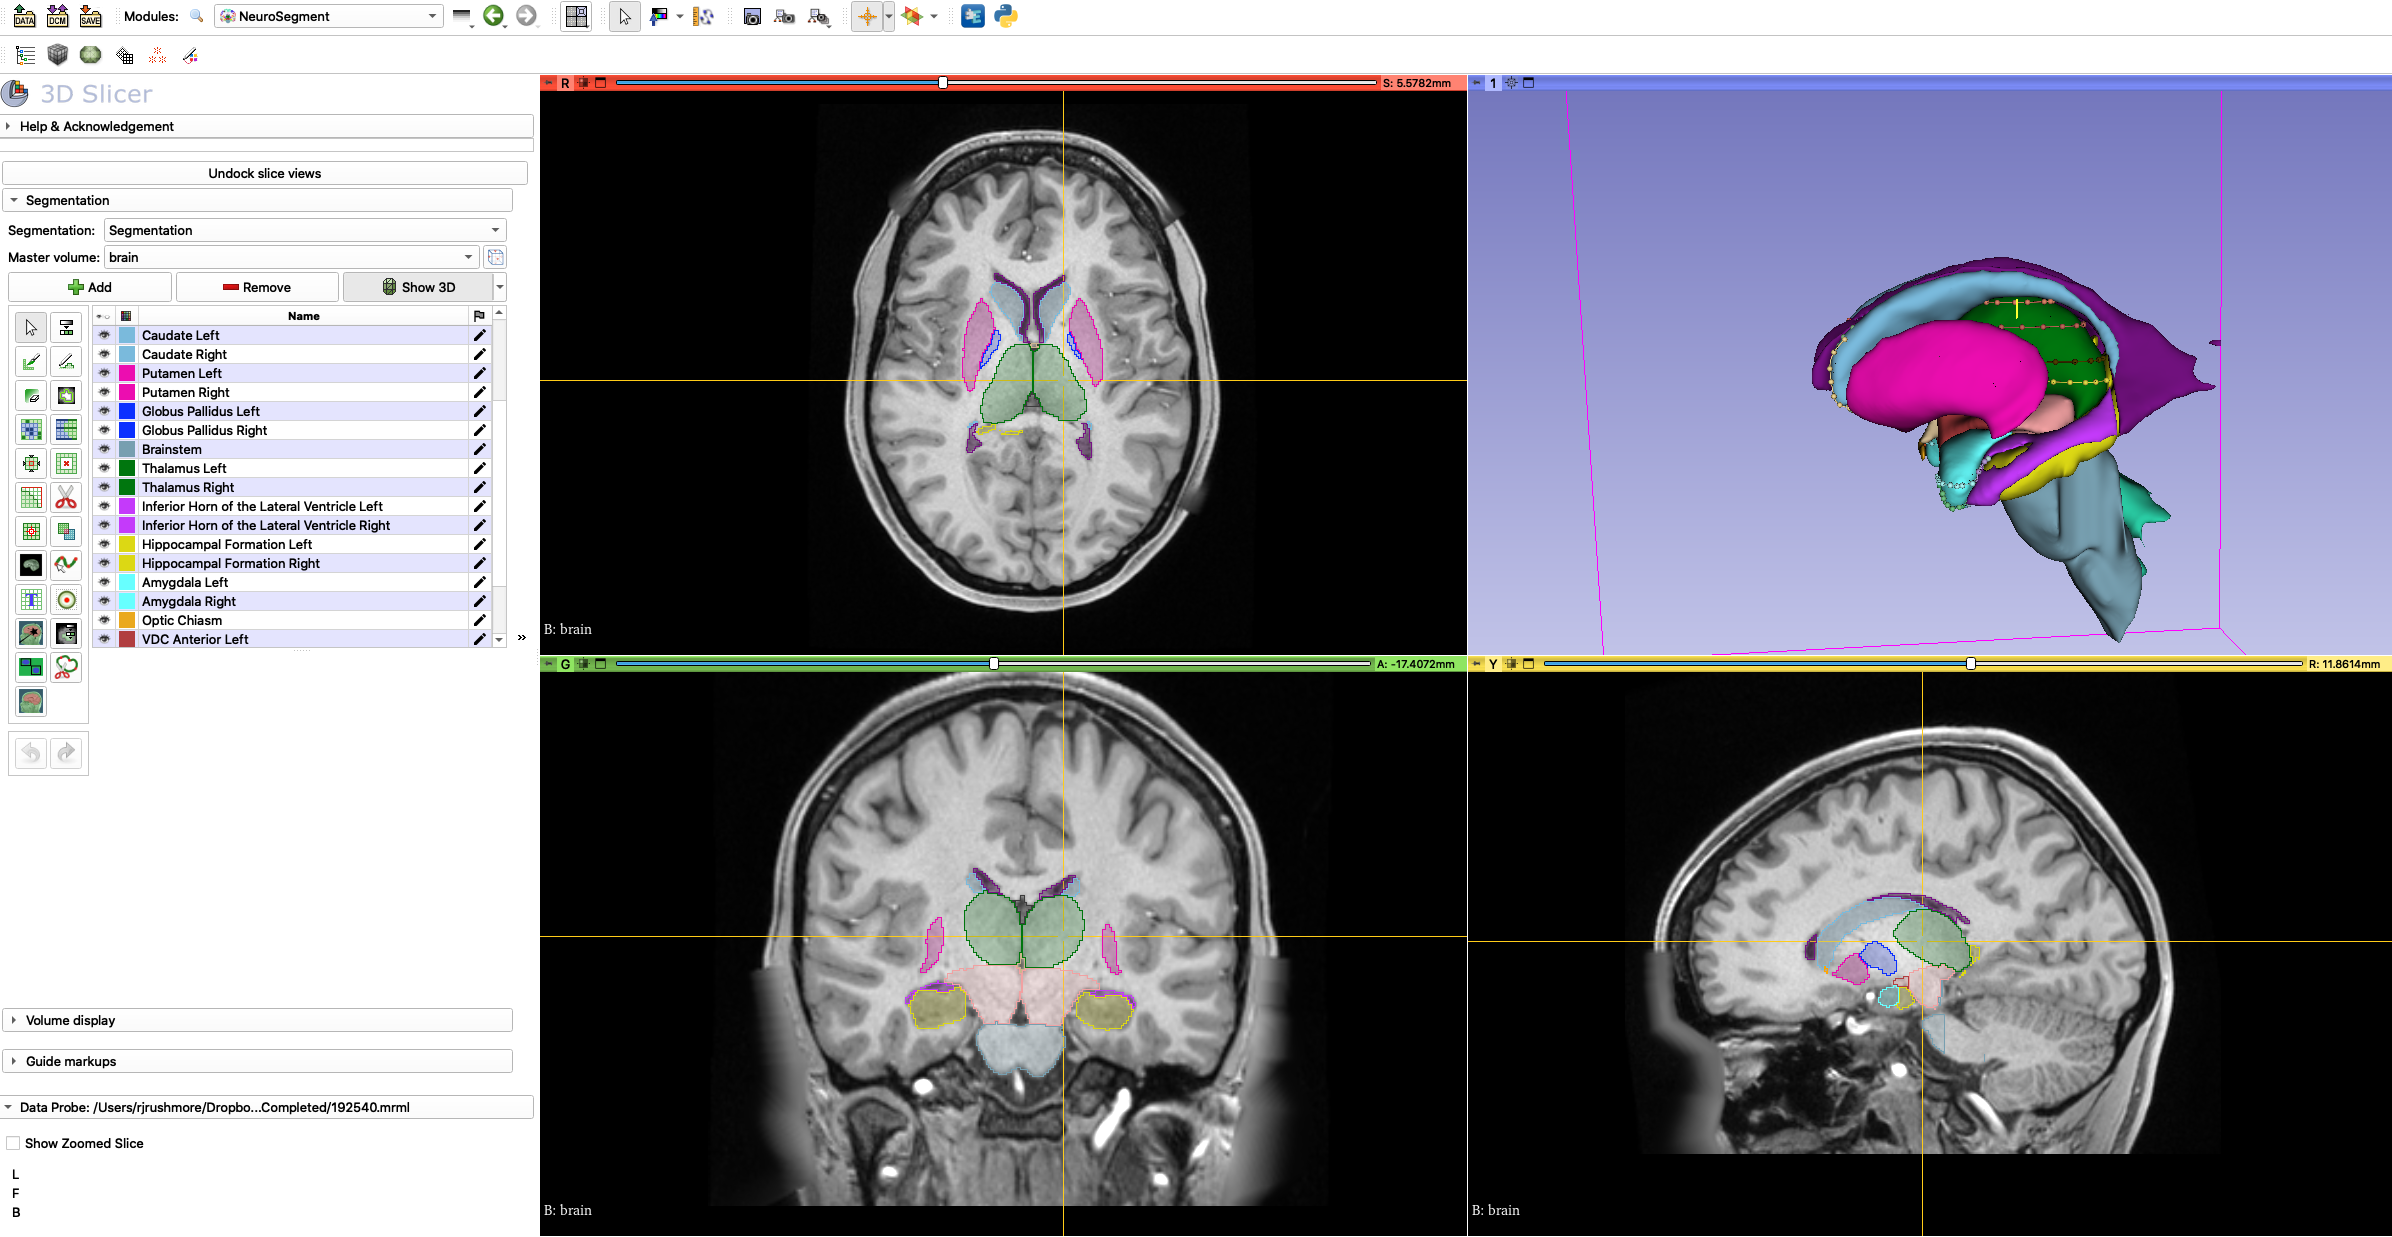 DATA
DCM
SAVE
Modules:
NeuroSegment
3D Slicer
Help & Acknowledgement
Undock slice views
Segmentation
Segmentation: Segmentation
Master volume: brain
Add
Remove
Show 3D
Name
Caudate Left
Caudate Right
Putamen Left
Putamen Right
Globus Pallidus Left
Globus Pallidus Right
Brainstem
Thalamus Left
Thalamus Right
Inferior Horn of the Lateral Ventricle Left
Inferior Horn of the Lateral Ventricle Right
Hippocampal Formation Left
Hippocampal Formation Right
Amygdala Left
Amygdala Right
Optic Chiasm
VDC Anterior Left
»
Volume display
Guide markups
Data Probe: /Users/rjrushmore/Dropbo...Completed/192540.mrml
Show Zoomed Slice
L
F
B
R
S: 5.5782mm
B: brain
1
G
A: -17.4072mm
B: brain
Y
R: 11.8614mm
B: brain